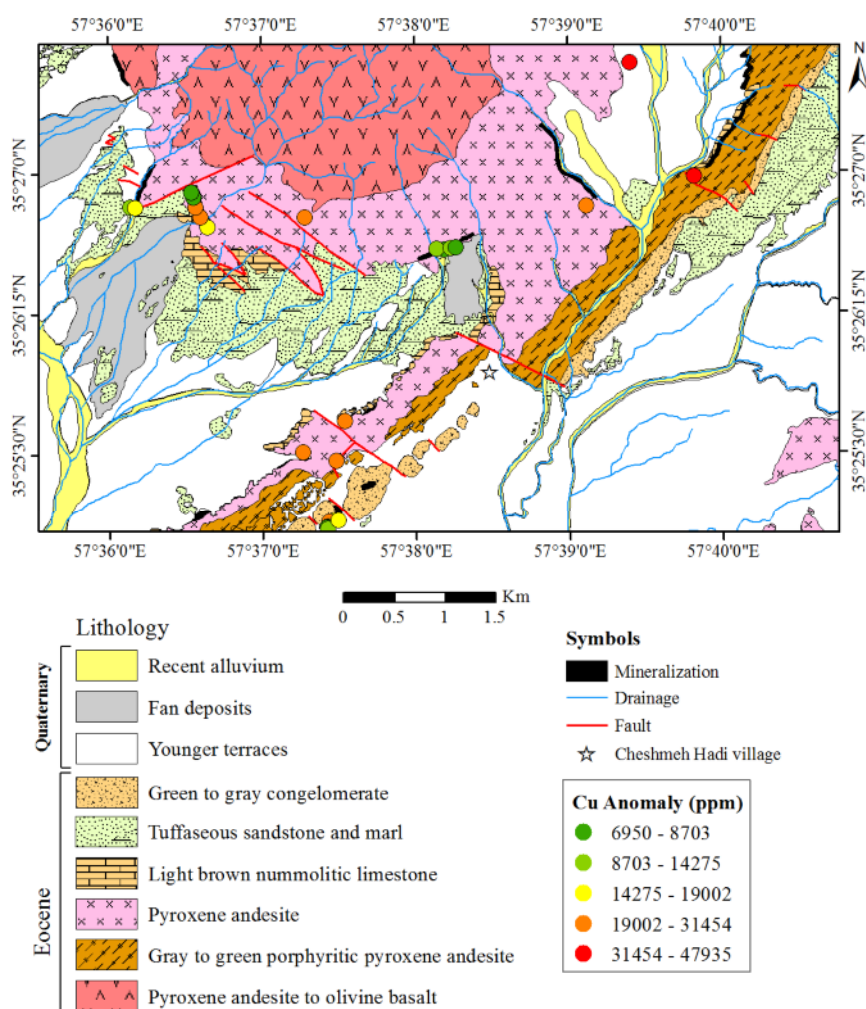 57°36'0"E 57°37'0"E 57°38'0"E 57°39'0"E 57°40'0"E
N
35°27'0"N 35°27'0"N
35°26'15"N 35°26'15"N
35°25'30"N 35°25'30"N
57°36'0"E 57°37'0"E 57°38'0"E 57°39'0"E 57°40'0"E
Km
0 0.5 1 1.5
Lithology
Quaternary
Recent alluvium
Fan deposits
Younger terraces
Eocene
Green to gray congelomerate
Tuffaseous sandstone and marl
Light brown nummolitic limestone
Pyroxene andesite
Gray to green porphyritic pyroxene andesite
Pyroxene andesite to olivine basalt
Symbols
Mineralization
Drainage
Fault
Cheshmeh Hadi village
Cu Anomaly (ppm)
6950 - 8703
8703 - 14275
14275 - 19002
19002 - 31454
31454 - 47935